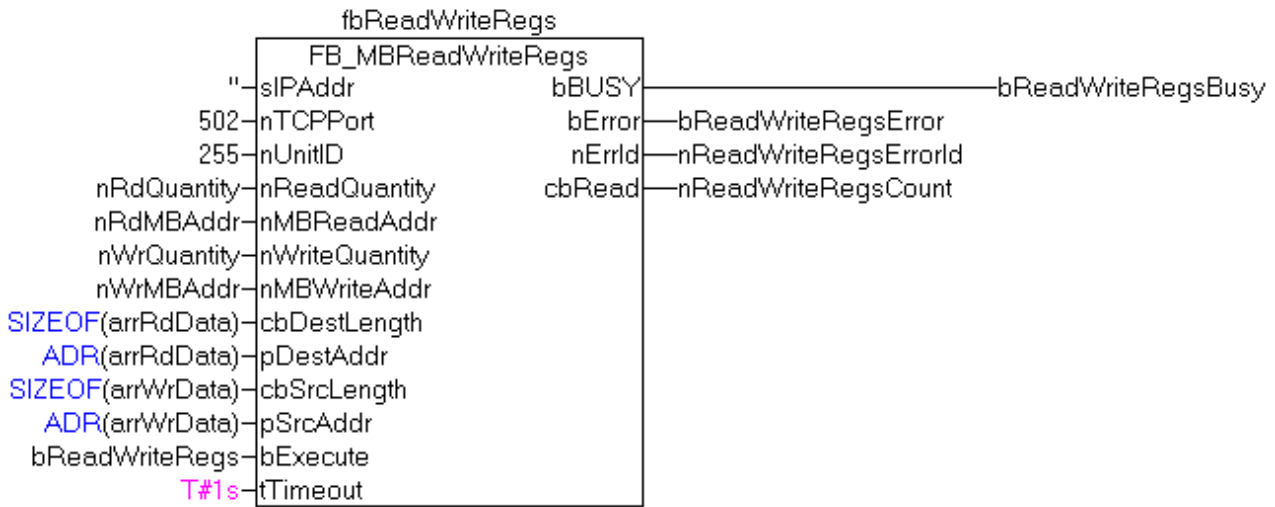 fbReadWriteRegs
FB_MBReadWriteRegs
''-sIPAddr bBUSY bReadWriteRegsBusy
502-nTCPPort bError bReadWriteRegsError
255-nUnitID nErrId nReadWriteRegsErrorId
nRdQuantity-nReadQuantity cbRead nReadWriteRegsCount
nRdMBAddr-nMBReadAddr
nWrQuantity-nWriteQuantity
nWrMBAddr-nMBWriteAddr
SIZEOF(arrRdData)-cbDestLength
ADR(arrRdData)-pDestAddr
SIZEOF(arrWrData)-cbSrcLength
ADR(arrWrData)-pSrcAddr
bReadWriteRegs-bExecute
T#1s-tTimeout